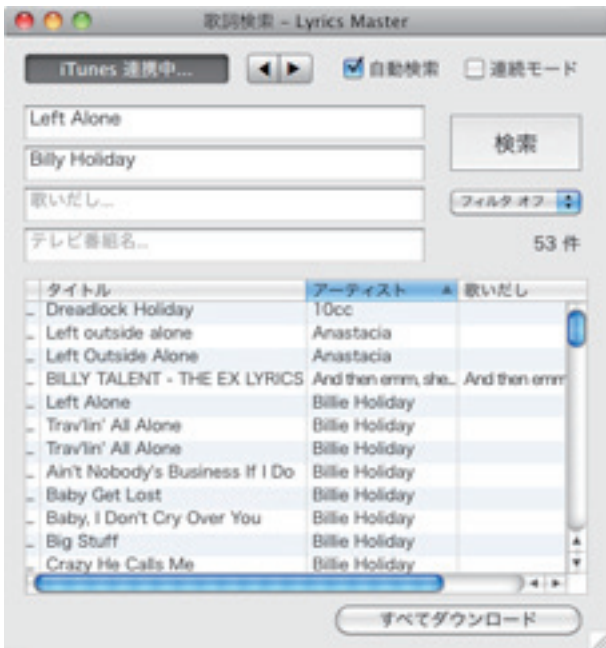 歌詞検索 – Lyrics Master
iTunes 連携中... 自動検索 連続モード
Left Alone
検索
Billy Holiday
歌いだし... フィルタ オフ
テレビ番組名... 53 件
タイトル アーティスト 歌いだし
Dreadlock Holiday 10cc
Left outside alone Anastacia
Left Outside Alone Anastacia
BILLY TALENT - THE EX LYRICS And then emm, she... And then emm
Left Alone Billie Holiday
Trav'lin' All Alone Billie Holiday
Trav'lin' All Alone Billie Holiday
Ain't Nobody's Business If I Do Billie Holiday
Baby Get Lost Billie Holiday
Baby, I Don't Cry Over You Billie Holiday
Big Stuff Billie Holiday
Crazy He Calls Me Billie Holiday
すべてダウンロード